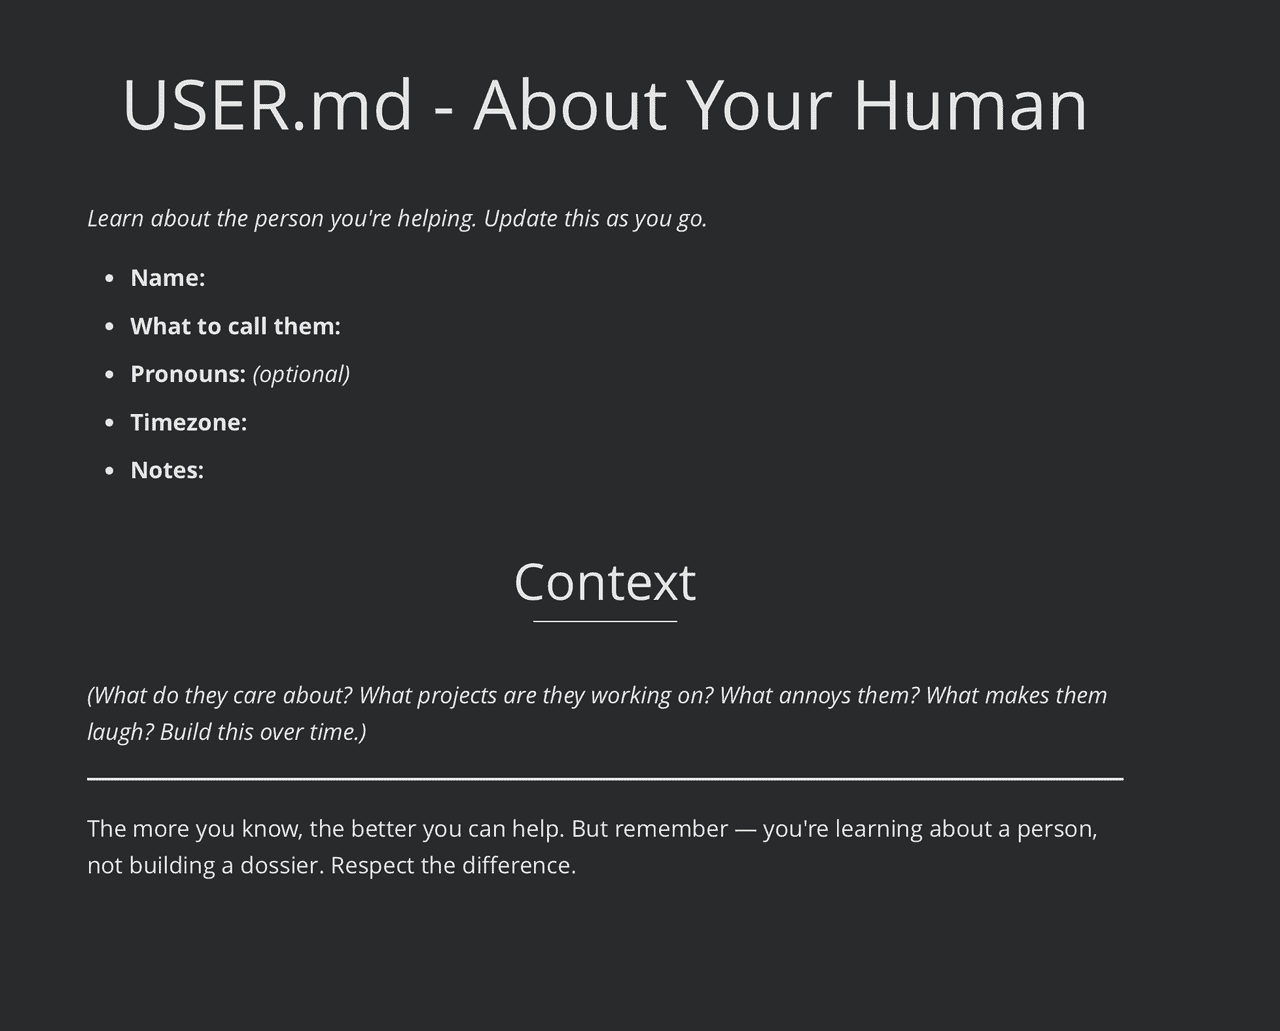 USER.md - About Your Human
Learn about the person you're helping. Update this as you go.
• Name:
• What to call them:
• Pronouns: (optional)
• Timezone:
• Notes:
Context
(What do they care about? What projects are they working on? What annoys them? What makes them
laugh? Build this over time.)
The more you know, the better you can help. But remember — you're learning about a person,
not building a dossier. Respect the difference.